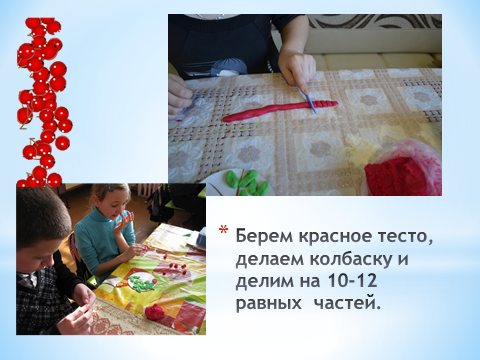 * Берем красное тесто,
делаем колбаску и
делим на 10-12
равных частей.